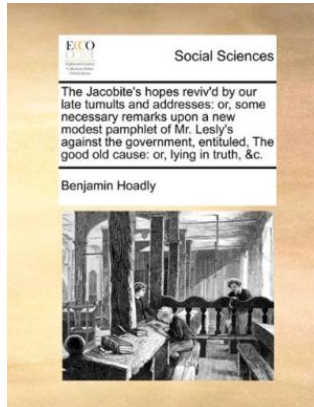 ECCO
Social Sciences
The Jacobite's hopes reviv'd by our
late tumults and addresses: or, some
necessary remarks upon a new
modest pamphlet of Mr. Lesly's
against the government, entituled, The
good old cause: or, lying in truth, &c.
Benjamin Hoadly